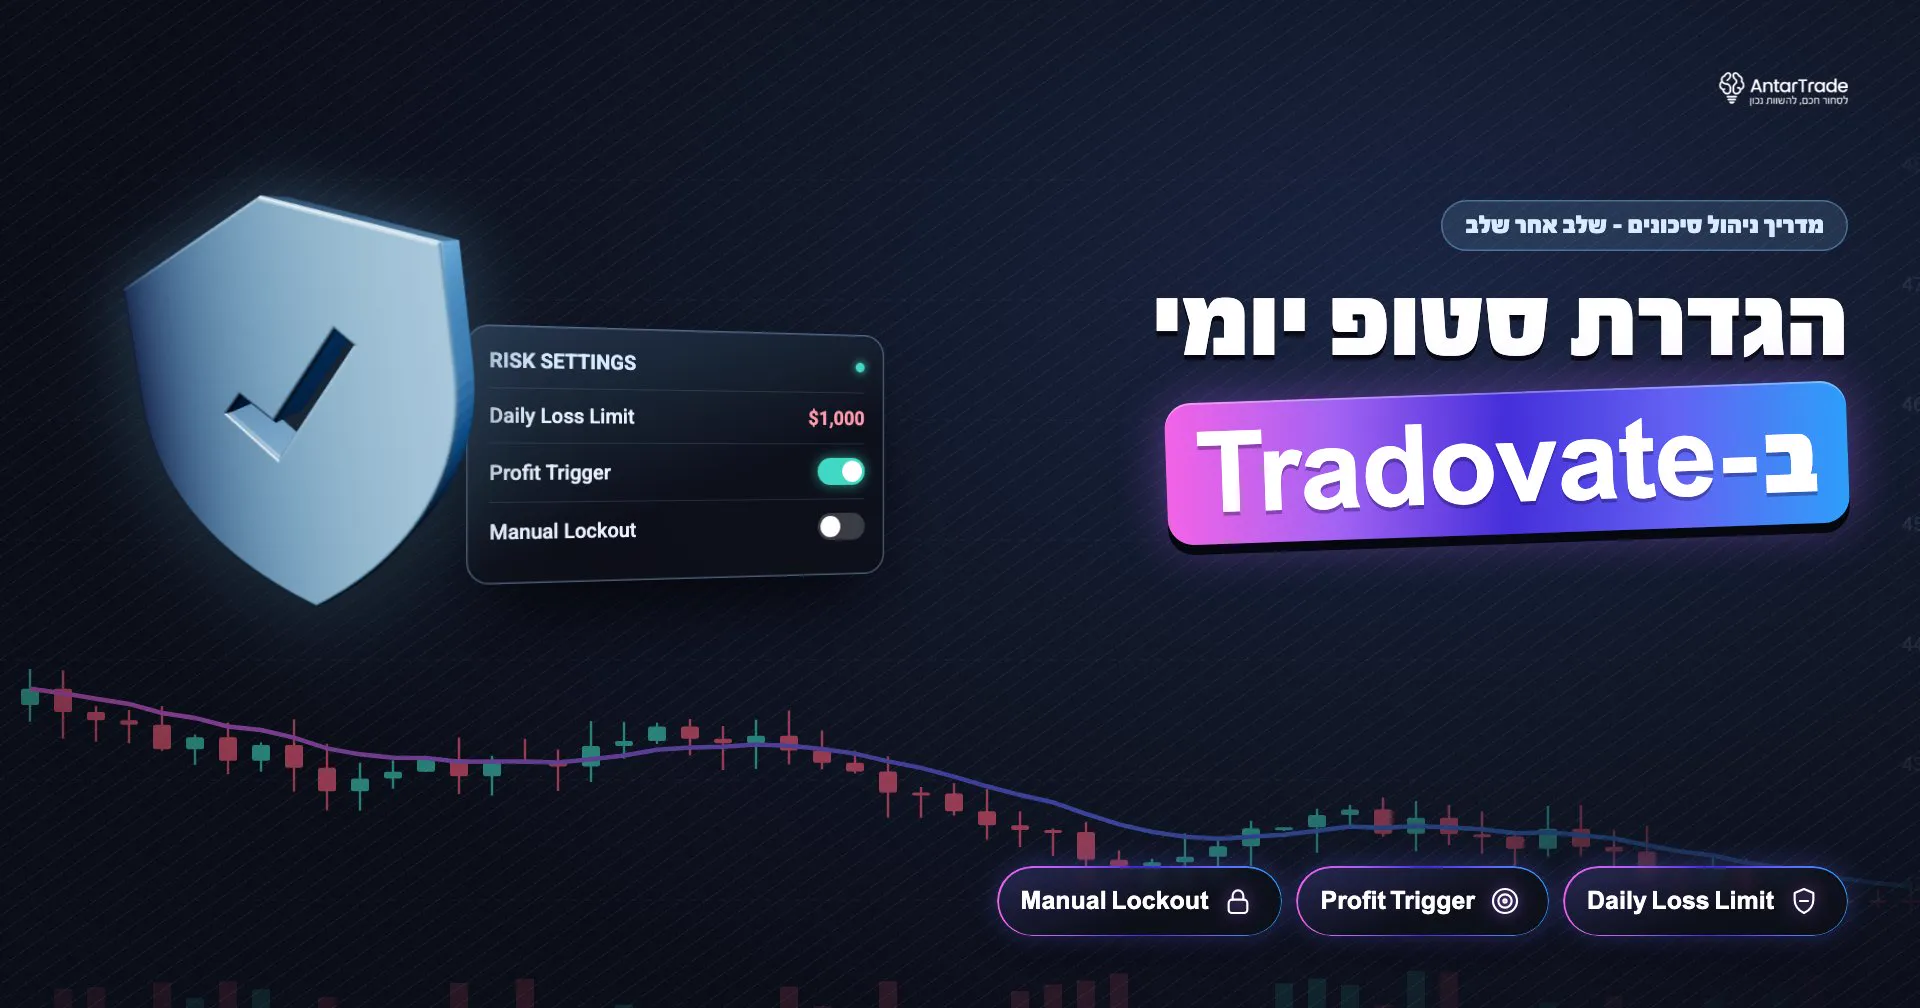 AntarTrade
לסחור חכם, להשוות נכון
מדריך ניהול סיכונים - שלב אחר שלב
הגדרת סטופ יומי
ב-Tradovate
RISK SETTINGS
Daily Loss Limit $1,000
Profit Trigger
Manual Lockout
Daily Loss Limit
Profit Trigger
Manual Lockout